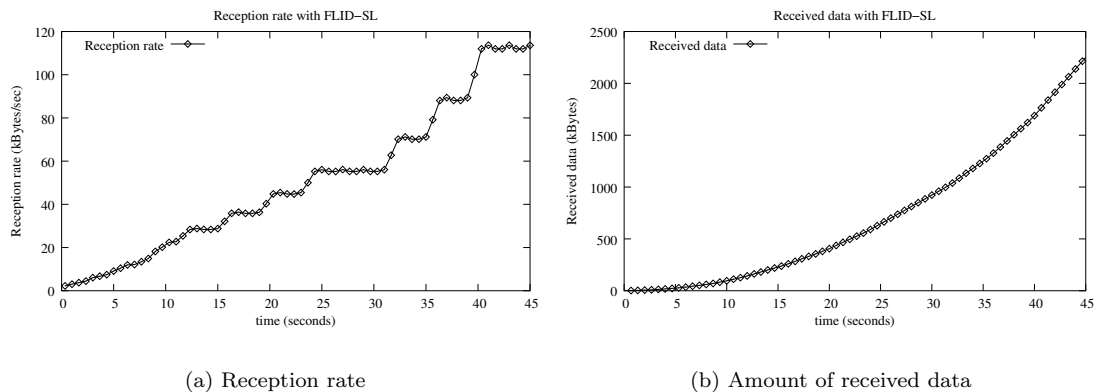 Reception rate with FLID−SL
Reception rate
Reception rate (kBytes/sec)
120
100
80
60
40
20
0
0 5 10 15 20 25 30 35 40 45
time (seconds)
(a) Reception rate
Received data with FLID−SL
Received data
Received data (kBytes)
2500
2000
1500
1000
500
0
0 5 10 15 20 25 30 35 40 45
time (seconds)
(b) Amount of received data